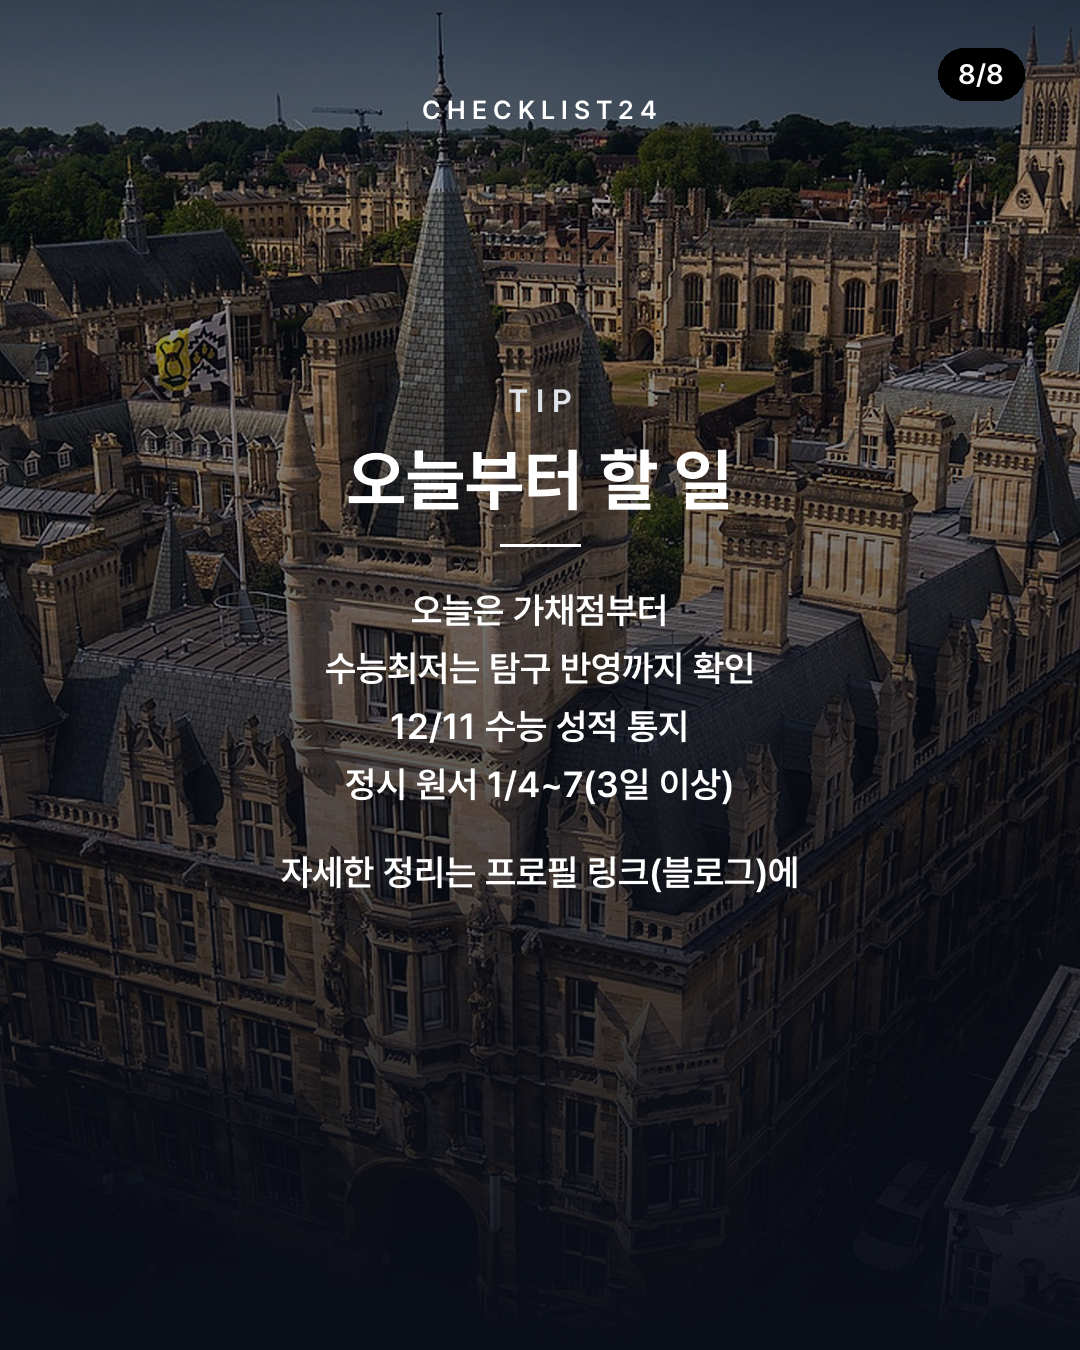 8/8
CHECKLIST24
TIP
오늘부터 할 일
오늘은 가채점부터
수능최저는 탐구 반영까지 확인
12/11 수능 성적 통지
정시 원서 1/4~7(3일 이상)
자세한 정리는 프로필 링크(블로그)에